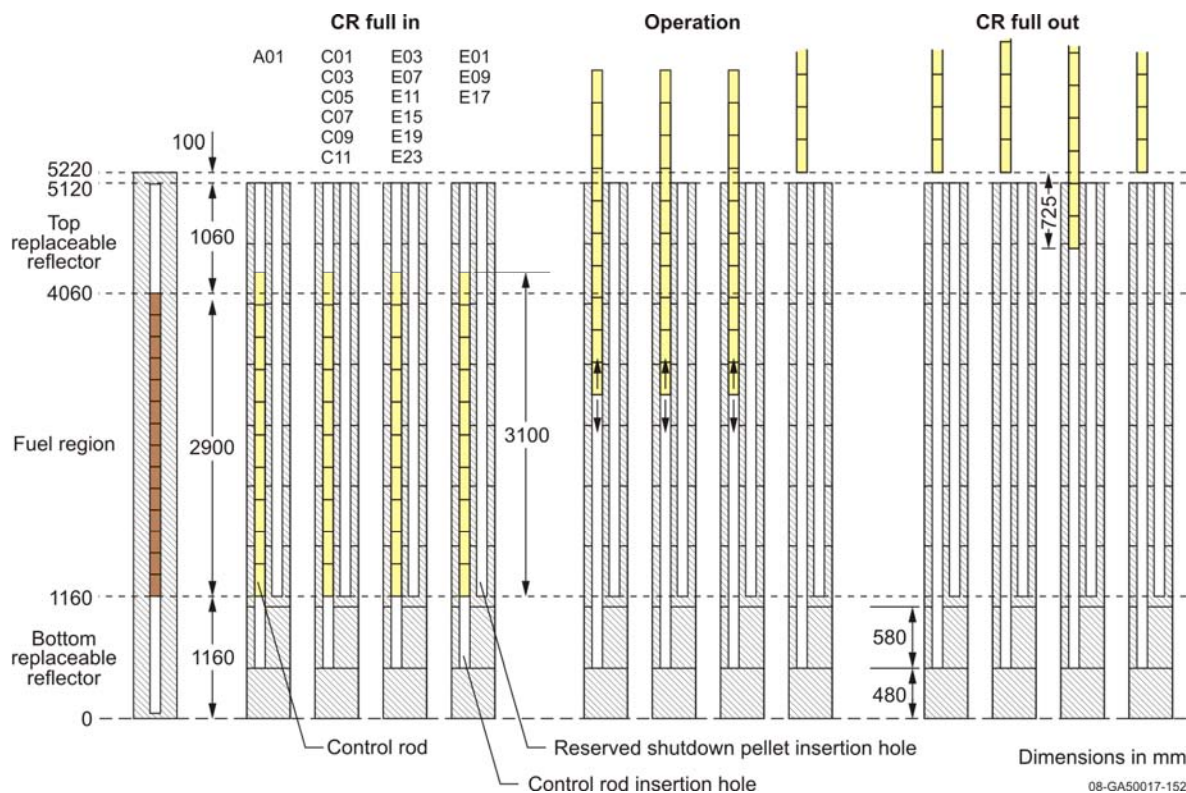 CR full in
Operation
CR full out
A01
C01
C03
C05
C07
C09
C11
E03
E07
E11
E15
E19
E23
E01
E09
E17
100
5220
5120
Top
replaceable
reflector
1060
725
4060
Fuel region
2900
3100
1160
Bottom
replaceable
reflector
1160
580
480
0
Control rod
Reserved shutdown pellet insertion hole
Control rod insertion hole
Dimensions in mm
08-GA50017-152